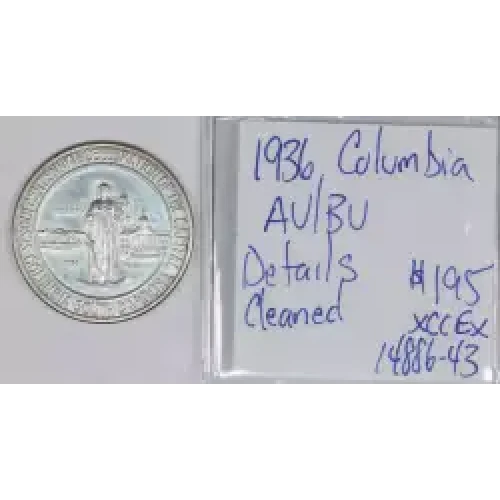 1936 Columbia
AU/BU
Details
Cleaned
$195
XCCEX
14886-43